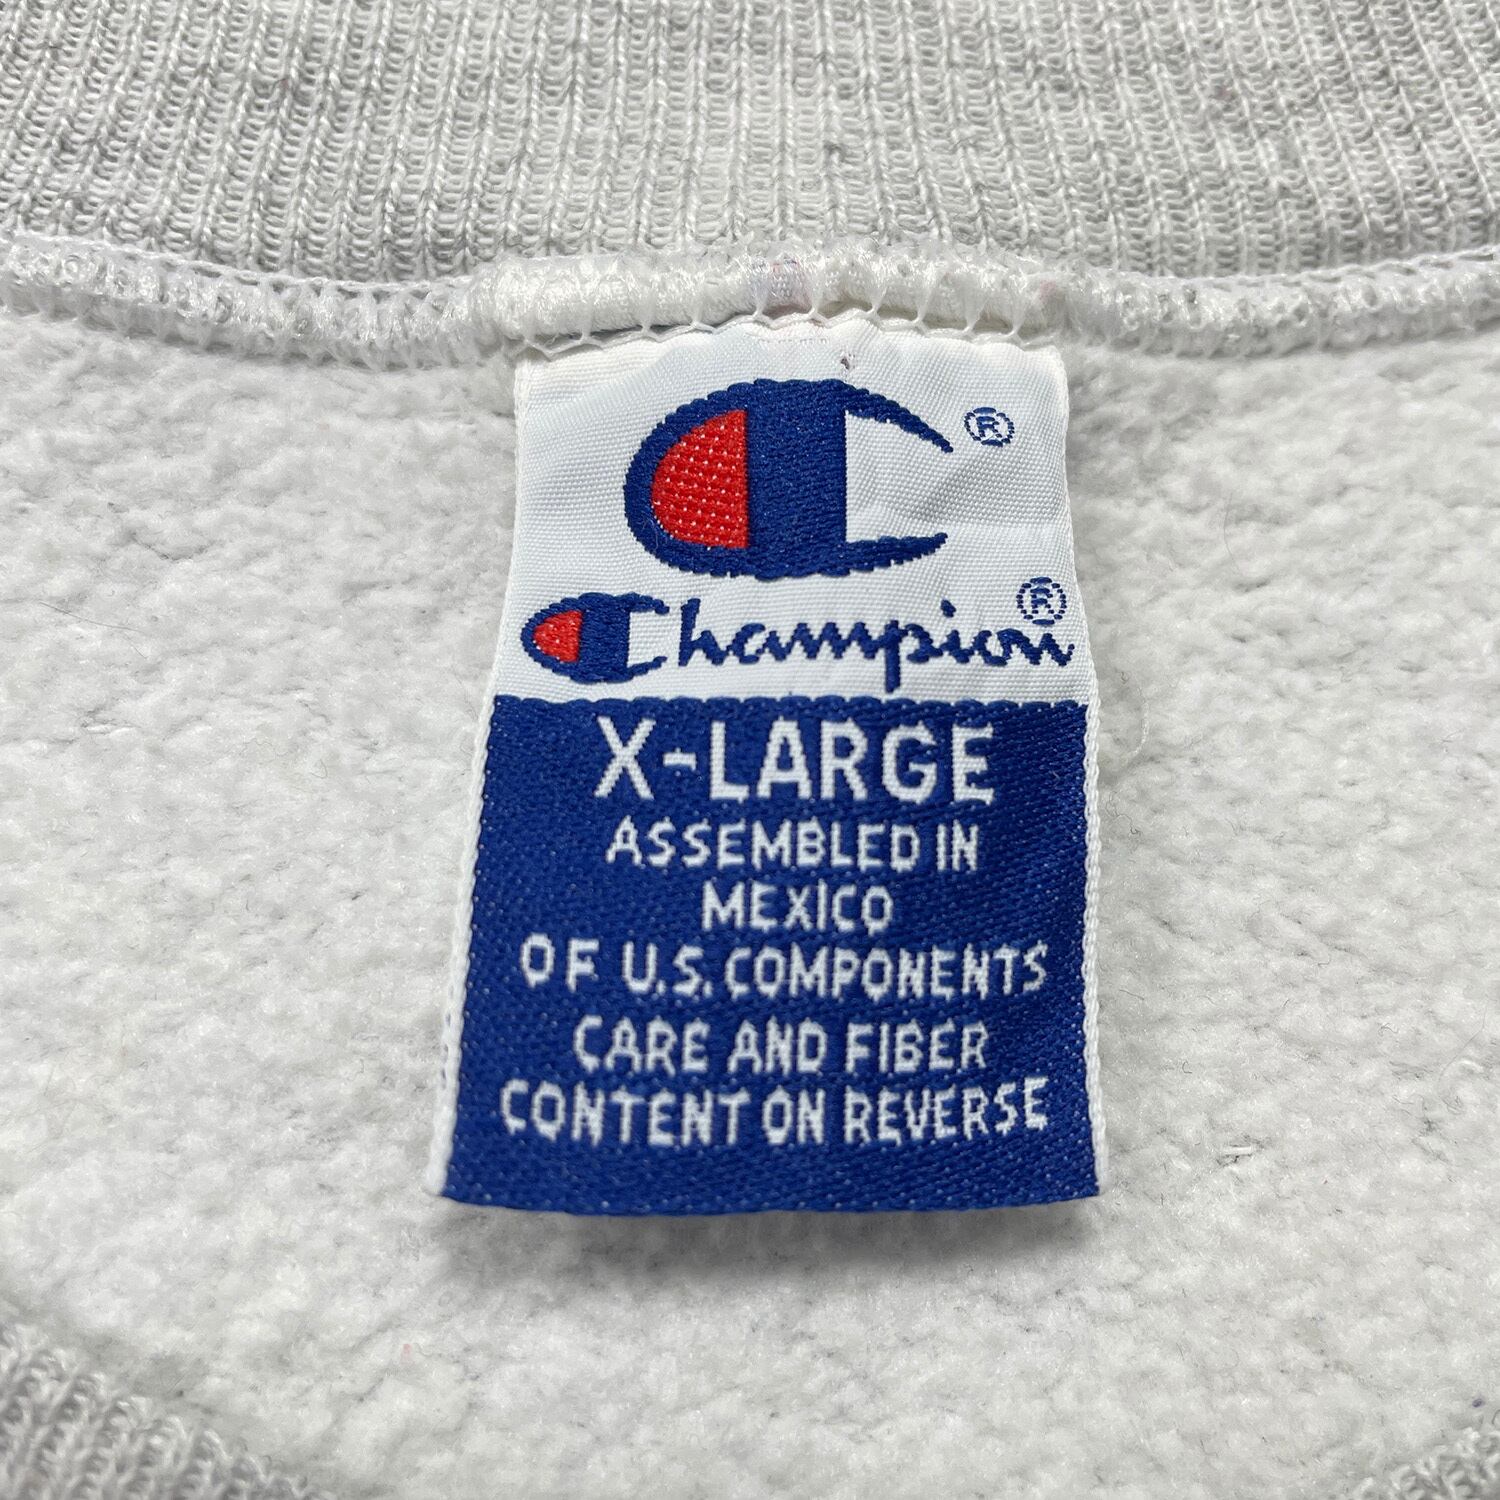 ®
Champion®
X-LARGE
ASSEMBLED IN
MEXICO
OF U.S. COMPONENTS
CARE AND FIBER
CONTENT ON REVERSE